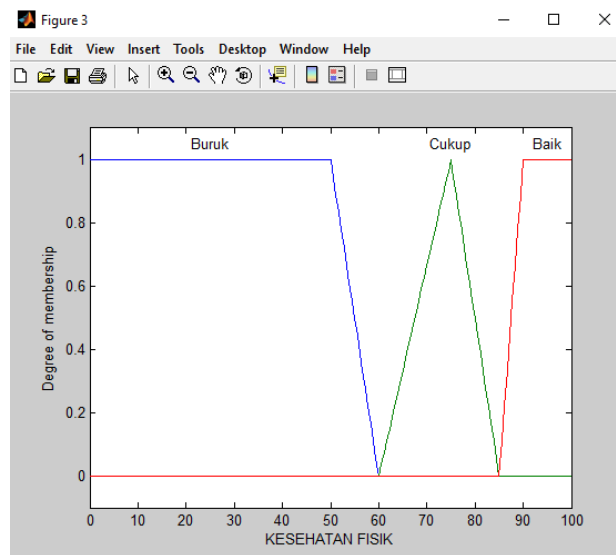 Figure 3
File Edit View Insert Tools Desktop Window Help
Buruk Cukup Baik
1
0.8
0.6
0.4
0.2
0
Degree of membership
0 10 20 30 40 50 60 70 80 90 100
KESEHATAN FISIK